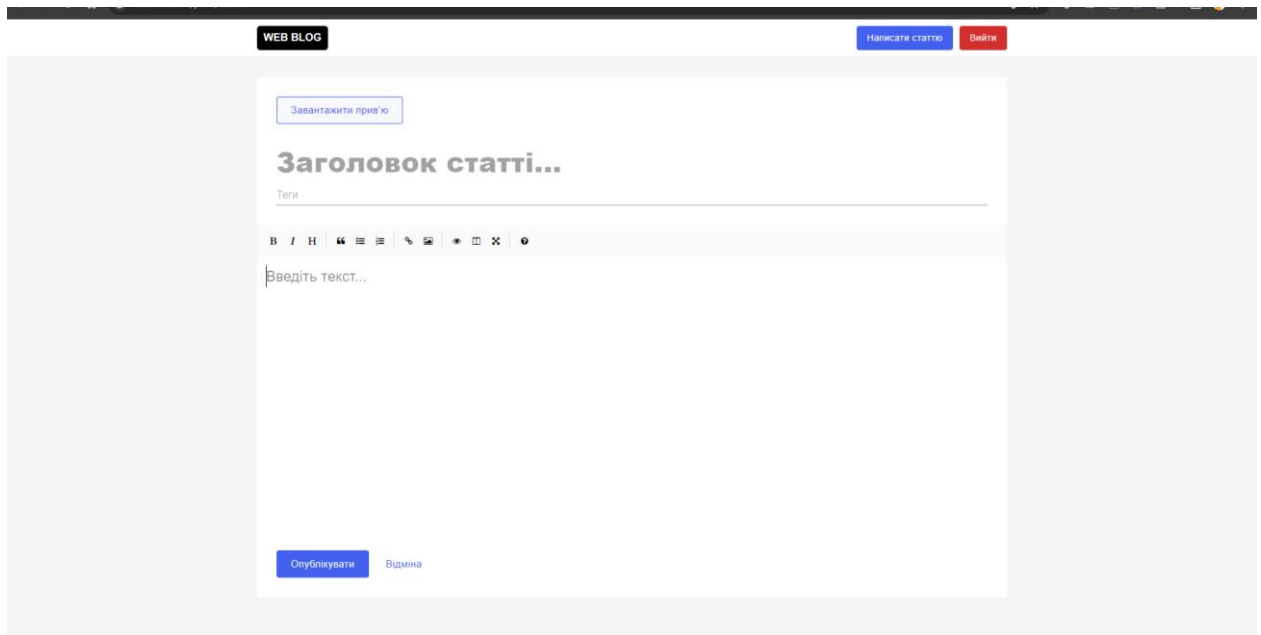 WEB BLOG
Написати статтю
Вийти
Завантажити прив'ю
Заголовок статті...
Теги
B I H
Введіть текст...
Опублікувати
Відміна